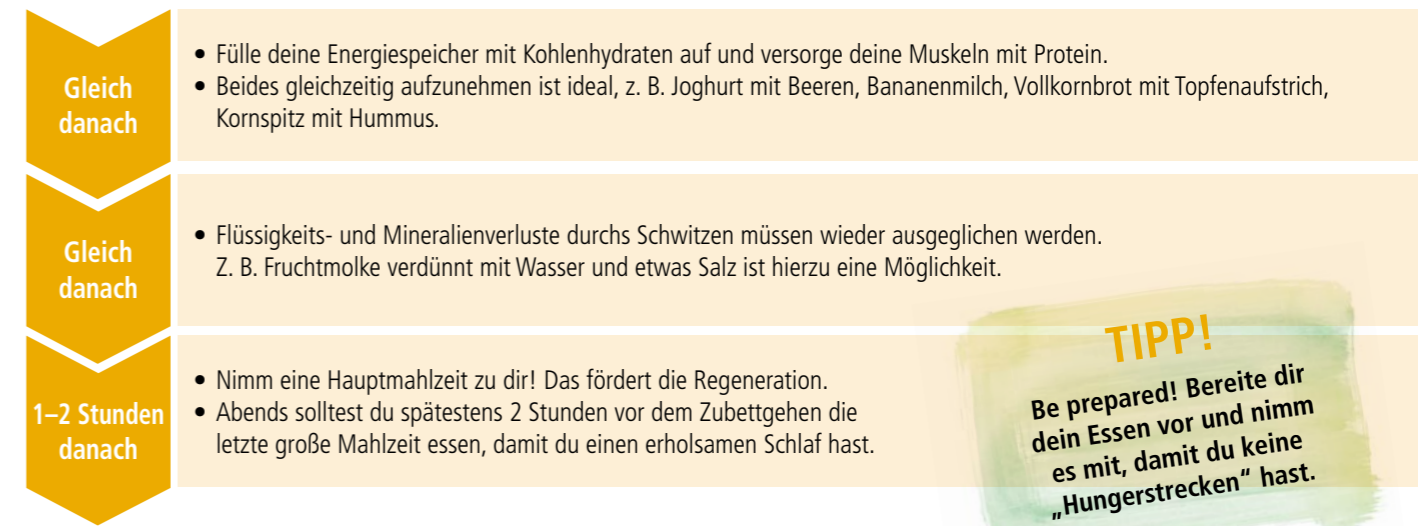 Gleich
danach
• Fülle deine Energiespeicher mit Kohlenhydraten auf und versorge deine Muskeln mit Protein.
• Beides gleichzeitig aufzunehmen ist ideal, z. B. Joghurt mit Beeren, Bananenmilch, Vollkornbrot mit Topfenaufstrich,
Kornspitz mit Hummus.
Gleich
danach
• Flüssigkeits- und Mineralienverluste durchs Schwitzen müssen wieder ausgeglichen werden.
Z. B. Fruchtmolke verdünnt mit Wasser und etwas Salz ist hierzu eine Möglichkeit.
1–2 Stunden
danach
• Nimm eine Hauptmahlzeit zu dir! Das fördert die Regeneration.
• Abends solltest du spätestens 2 Stunden vor dem Zubettgehen die
letzte große Mahlzeit essen, damit du einen erholsamen Schlaf hast.
TIPP!
Be prepared! Bereite dir
dein Essen vor und nimm
es mit, damit du keine
„Hungerstrecken“ hast.